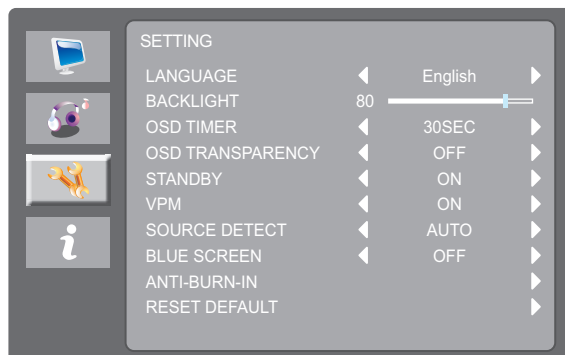 SETTING
LANGUAGE English
BACKLIGHT 80
OSD TIMER 30SEC
OSD TRANSPARENCY OFF
STANDBY ON
VPM ON
SOURCE DETECT AUTO
BLUE SCREEN OFF
ANTI-BURN-IN
RESET DEFAULT